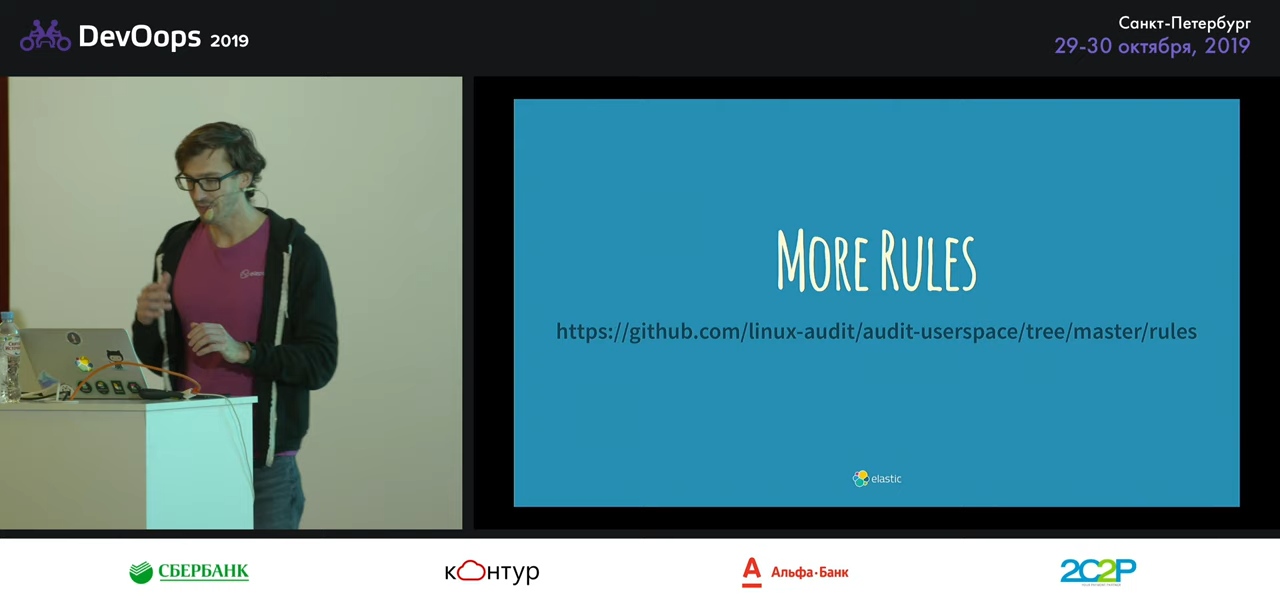 DevOops 2019
Санкт-Петербург
29-30 октября, 2019
More Rules
https://github.com/linux-audit/audit-userspace/tree/master/rules
elastic
СБЕРБАНК
контур
Альфа·Банк
2C2P